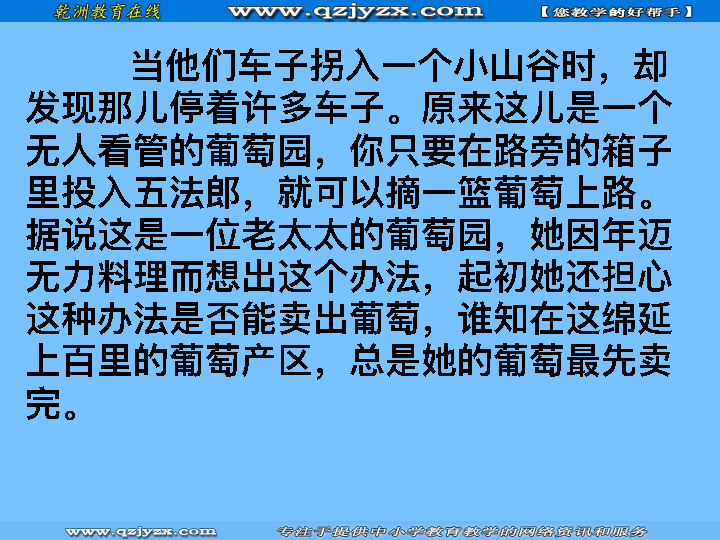 乾洲教育在线 www.qzjyzx.com 【您教学的好帮手】
当他们车子拐入一个小山谷时，却
发现那儿停着许多车子。原来这儿是一个
无人看管的葡萄园，你只要在路旁的箱子
里投入五法郎，就可以摘一篮葡萄上路。
据说这是一位老太太的葡萄园，她因年迈
无力料理而想出这个办法，起初她还担心
这种办法是否能卖出葡萄，谁知在这绵延
上百里的葡萄产区，总是她的葡萄最先卖
完。
www.qzjyzx.com 专注于提供中小学教育教学的网络资讯和服务